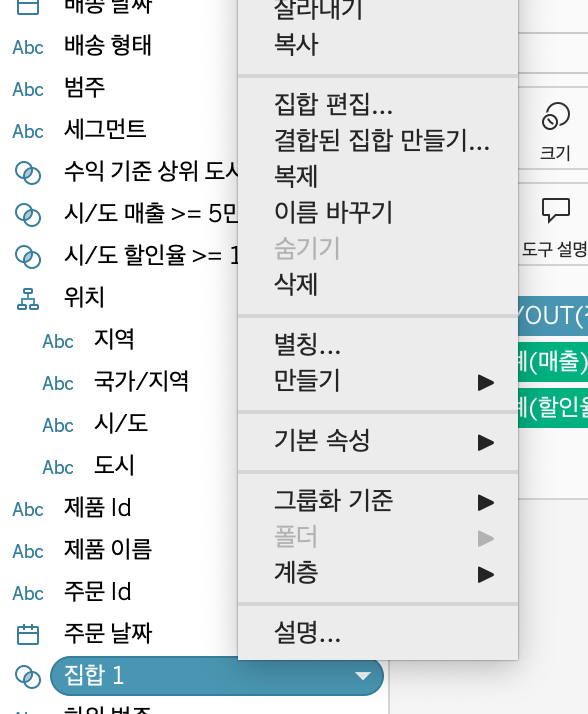 배송 날짜
Abc 배송 형태
Abc 범주
Abc 세그먼트
수익 기준 상위 도시
시/도 매출 >= 5만
시/도 할인율 >= 1
위치
Abc 지역
Abc 국가/지역
Abc 시/도
Abc 도시
Abc 제품 Id
Abc 제품 이름
Abc 주문 Id
주문 날짜
집합 1
하위 범주
잘라내기
복사
집합 편집...
결합된 집합 만들기...
복제
이름 바꾸기
숨기기
삭제
별칭...
만들기
기본 속성
그룹화 기준
폴더
계층
설명...
크기
도구 설명
/OUT(
(매출)
(할인율